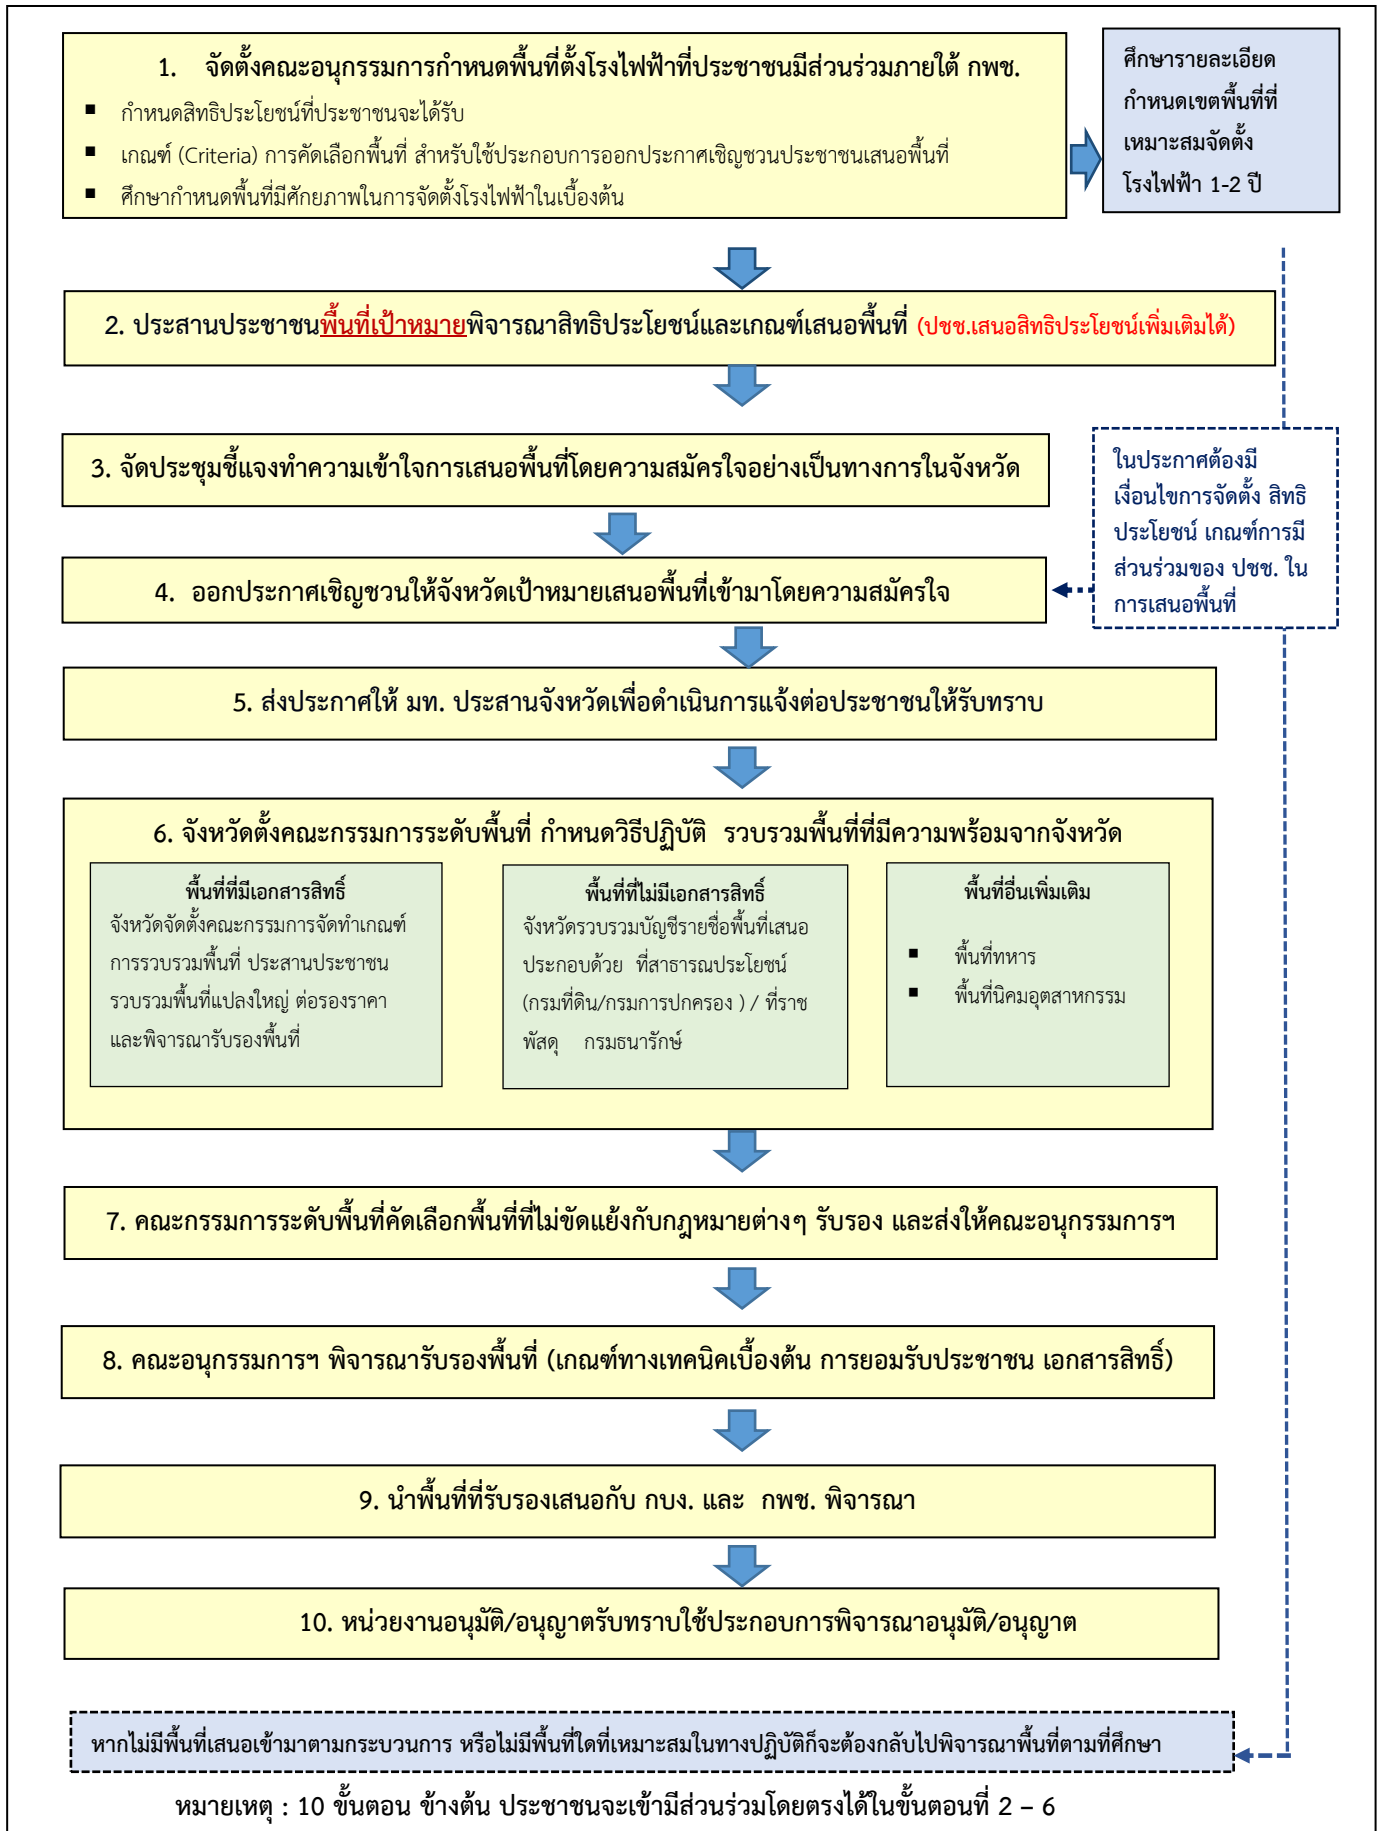 1. จัดตั้งคณะอนุกรรมการกำหนดพื้นที่ตั้งโรงไฟฟ้าที่ประชาชนมีส่วนร่วมภายใต้ กพช.
▪ กำหนดสิทธิประโยชน์ที่ประชาชนจะได้รับ
▪ เกณฑ์ (Criteria) การคัดเลือกพื้นที่ สำหรับใช้ประกอบการออกประกาศเชิญชวนประชาชนเสนอพื้นที่
▪ ศึกษากำหนดพื้นที่มีศักยภาพในการจัดตั้งโรงไฟฟ้าในเบื้องต้น
ศึกษารายละเอียด
กำหนดเขตพื้นที่ที่
เหมาะสมจัดตั้ง
โรงไฟฟ้า 1-2 ปี
2. ประสานประชาชนพื้นที่เป้าหมายพิจารณาสิทธิประโยชน์และเกณฑ์เสนอพื้นที่ (ปชช.เสนอสิทธิประโยชน์เพิ่มเติมได้)
3. จัดประชุมชี้แจงทำความเข้าใจการเสนอพื้นที่โดยความสมัครใจอย่างเป็นทางการในจังหวัด
ในประกาศต้องมี
เงื่อนไขการจัดตั้ง สิทธิ
ประโยชน์ เกณฑ์การมี
ส่วนร่วมของ ปชช. ใน
การเสนอพื้นที่
4. ออกประกาศเชิญชวนให้จังหวัดเป้าหมายเสนอพื้นที่เข้ามาโดยความสมัครใจ
5. ส่งประกาศให้ มท. ประสานจังหวัดเพื่อดำเนินการแจ้งต่อประชาชนให้รับทราบ
6. จังหวัดตั้งคณะกรรมการระดับพื้นที่ กำหนดวิธีปฏิบัติ รวบรวมพื้นที่ที่มีความพร้อมจากจังหวัด
พื้นที่ที่มีเอกสารสิทธิ์
จังหวัดจัดตั้งคณะกรรมการจัดทำเกณฑ์
การรวบรวมพื้นที่ ประสานประชาชน
รวบรวมพื้นที่แปลงใหญ่ ต่อรองราคา
และพิจารณารับรองพื้นที่
พื้นที่ที่ไม่มีเอกสารสิทธิ์
จังหวัดรวบรวมบัญชีรายชื่อพื้นที่เสนอ
ประกอบด้วย ที่สาธารณประโยชน์
(กรมที่ดิน/กรมการปกครอง ) / ที่ราช
พัสดุ กรมธนารักษ์
พื้นที่อื่นเพิ่มเติม
▪ พื้นที่ทหาร
▪ พื้นที่นิคมอุตสาหกรรม
7. คณะกรรมการระดับพื้นที่คัดเลือกพื้นที่ที่ไม่ขัดแย้งกับกฎหมายต่างๆ รับรอง และส่งให้คณะอนุกรรมการฯ
8. คณะอนุกรรมการฯ พิจารณารับรองพื้นที่ (เกณฑ์ทางเทคนิคเบื้องต้น การยอมรับประชาชน เอกสารสิทธิ์)
9. นำพื้นที่ที่รับรองเสนอกับ กบง. และ กพช. พิจารณา
10. หน่วยงานอนุมัติ/อนุญาตรับทราบใช้ประกอบการพิจารณาอนุมัติ/อนุญาต
หากไม่มีพื้นที่เสนอเข้ามาตามกระบวนการ หรือไม่มีพื้นที่ใดที่เหมาะสมในทางปฏิบัติก็จะต้องกลับไปพิจารณาพื้นที่ตามที่ศึกษา
หมายเหตุ : 10 ขั้นตอน ข้างต้น ประชาชนจะเข้ามีส่วนร่วมโดยตรงได้ในขั้นตอนที่ 2 – 6